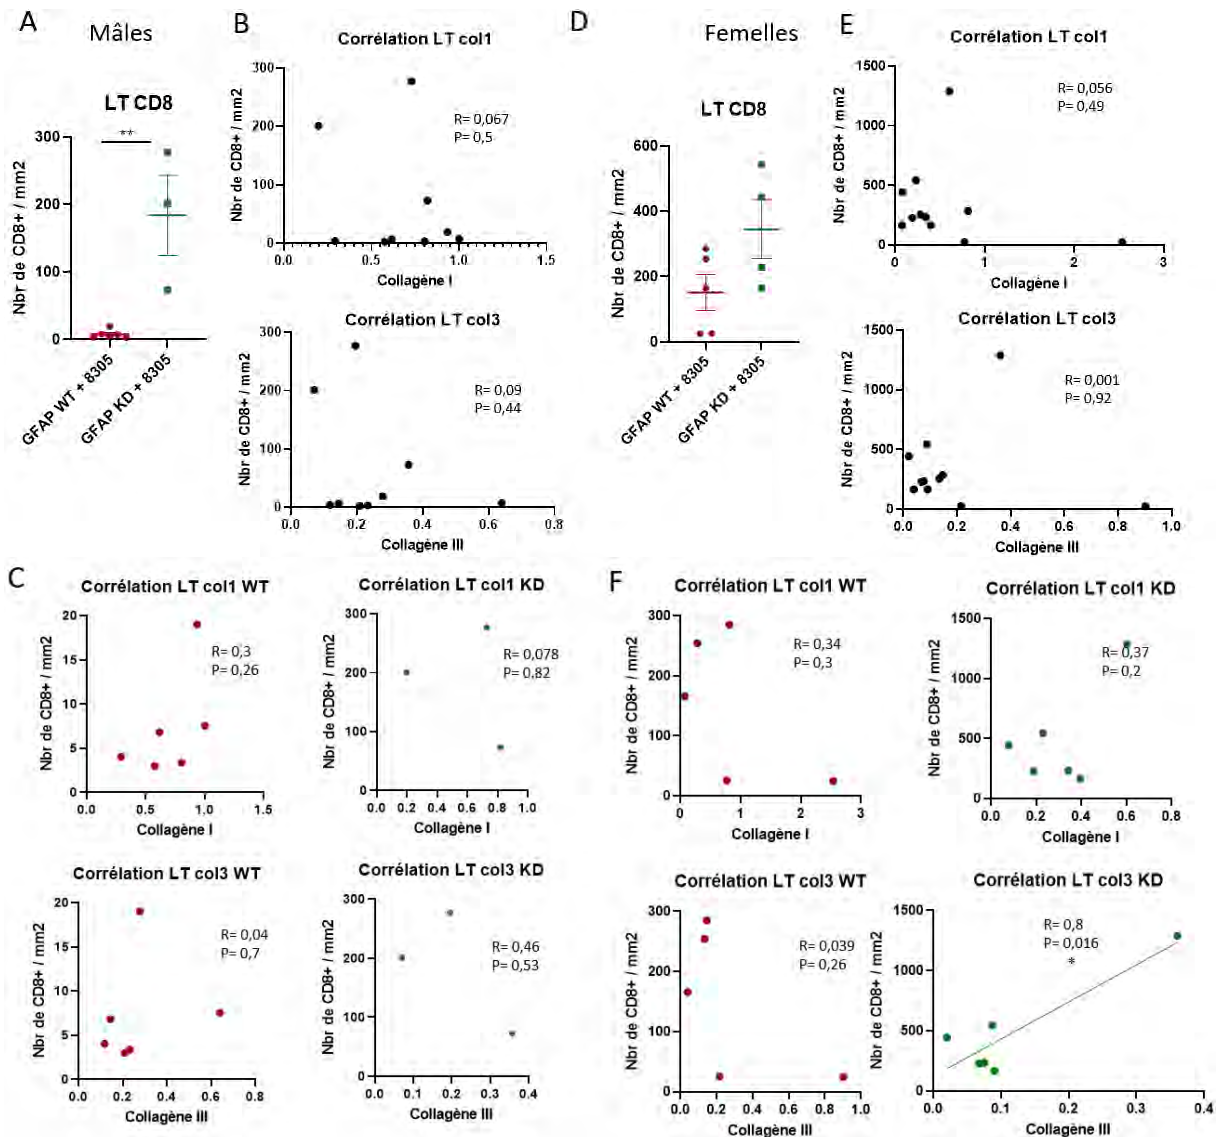 A
Mâles
LT CD8
Nbr de CD8+ / mm2
300
200
100
0
**
GFAP WT + 8305
GFAP KD + 8305
B
Corrélation LT col1
Nbr de CD8+ / mm2
300
200
100
0
R= 0,067
P= 0,5
0.0 0.5 1.0 1.5
Collagène I
Corrélation LT col3
Nbr de CD8+ / mm2
300
200
100
0
R= 0,09
P= 0,44
0.0 0.2 0.4 0.6 0.8
Collagène III
D
Femelles
LT CD8
Nbr de CD8+ / mm2
600
400
200
0
GFAP WT + 8305
GFAP KD + 8305
E
Corrélation LT col1
Nbr de CD8+ / mm2
1500
1000
500
0
R= 0,056
P= 0,49
0 1 2 3
Collagène I
Corrélation LT col3
Nbr de CD8+ / mm2
1500
1000
500
0
R= 0,001
P= 0,92
0.0 0.2 0.4 0.6 0.8 1.0
Collagène III
C
Corrélation LT col1 WT
Nbr de CD8+ / mm2
20
15
10
5
0
R= 0,3
P= 0,26
0.0 0.5 1.0 1.5
Collagène I
Corrélation LT col1 KD
Nbr de CD8+ / mm2
300
200
100
0
R= 0,078
P= 0,82
0.0 0.2 0.4 0.6 0.8 1.0
Collagène I
Corrélation LT col3 WT
Nbr de CD8+ / mm2
20
15
10
5
0
R= 0,04
P= 0,7
0.0 0.2 0.4 0.6 0.8
Collagène III
Corrélation LT col3 KD
Nbr de CD8+ / mm2
300
200
100
0
R= 0,46
P= 0,53
0.0 0.1 0.2 0.3 0.4
Collagène III
F
Corrélation LT col1 WT
Nbr de CD8+ / mm2
300
200
100
0
R= 0,34
P= 0,3
0 1 2 3
Collagène I
Corrélation LT col1 KD
Nbr de CD8+ / mm2
1500
1000
500
0
R= 0,37
P= 0,2
0.0 0.2 0.4 0.6 0.8
Collagène I
Corrélation LT col3 WT
Nbr de CD8+ / mm2
300
200
100
0
R= 0,039
P= 0,26
0.0 0.2 0.4 0.6 0.8 1.0
Collagène III
Corrélation LT col3 KD
Nbr de CD8+ / mm2
1500
1000
500
0
R= 0,8
P= 0,016
*
0.0 0.1 0.2 0.3 0.4
Collagène III